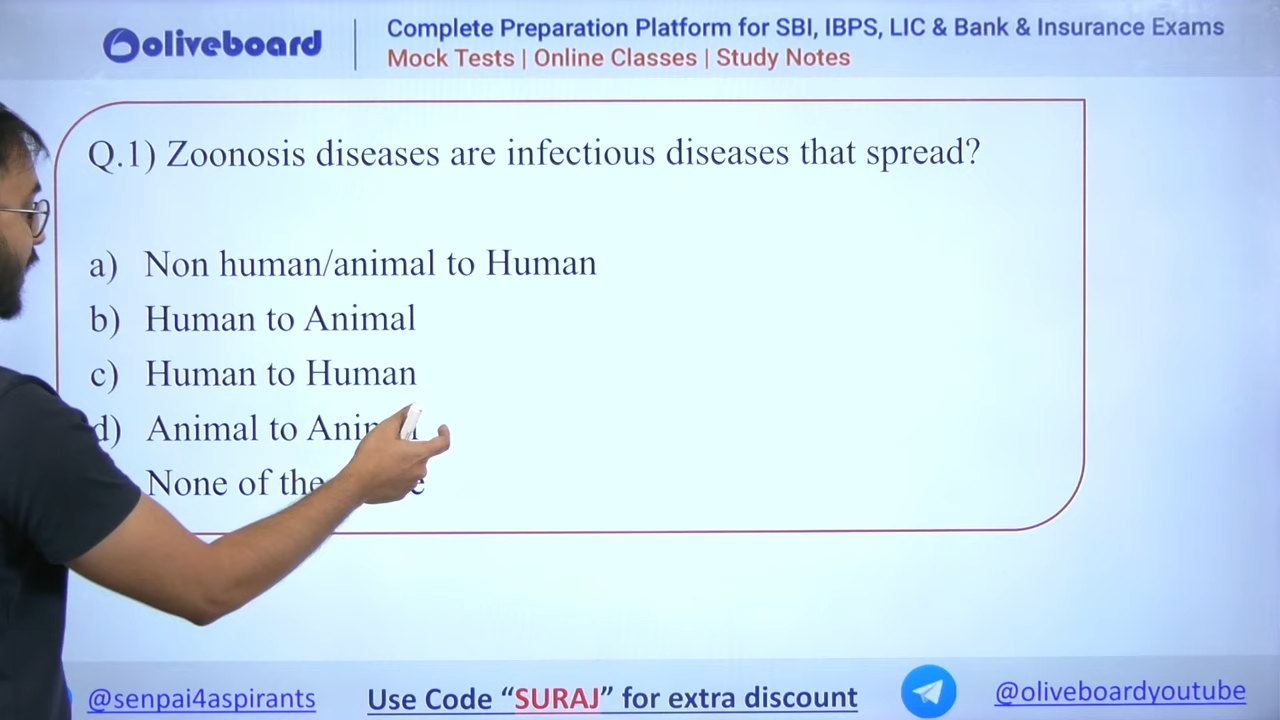 oliveboard
Complete Preparation Platform for SBI, IBPS, LIC & Bank & Insurance Exams
Mock Tests | Online Classes | Study Notes
Q.1) Zoonosis diseases are infectious diseases that spread?
a) Non human/animal to Human
b) Human to Animal
c) Human to Human
d) Animal to
None of the
@senpai4aspirants
Use Code “SURAJ” for extra discount
@oliveboardyoutube